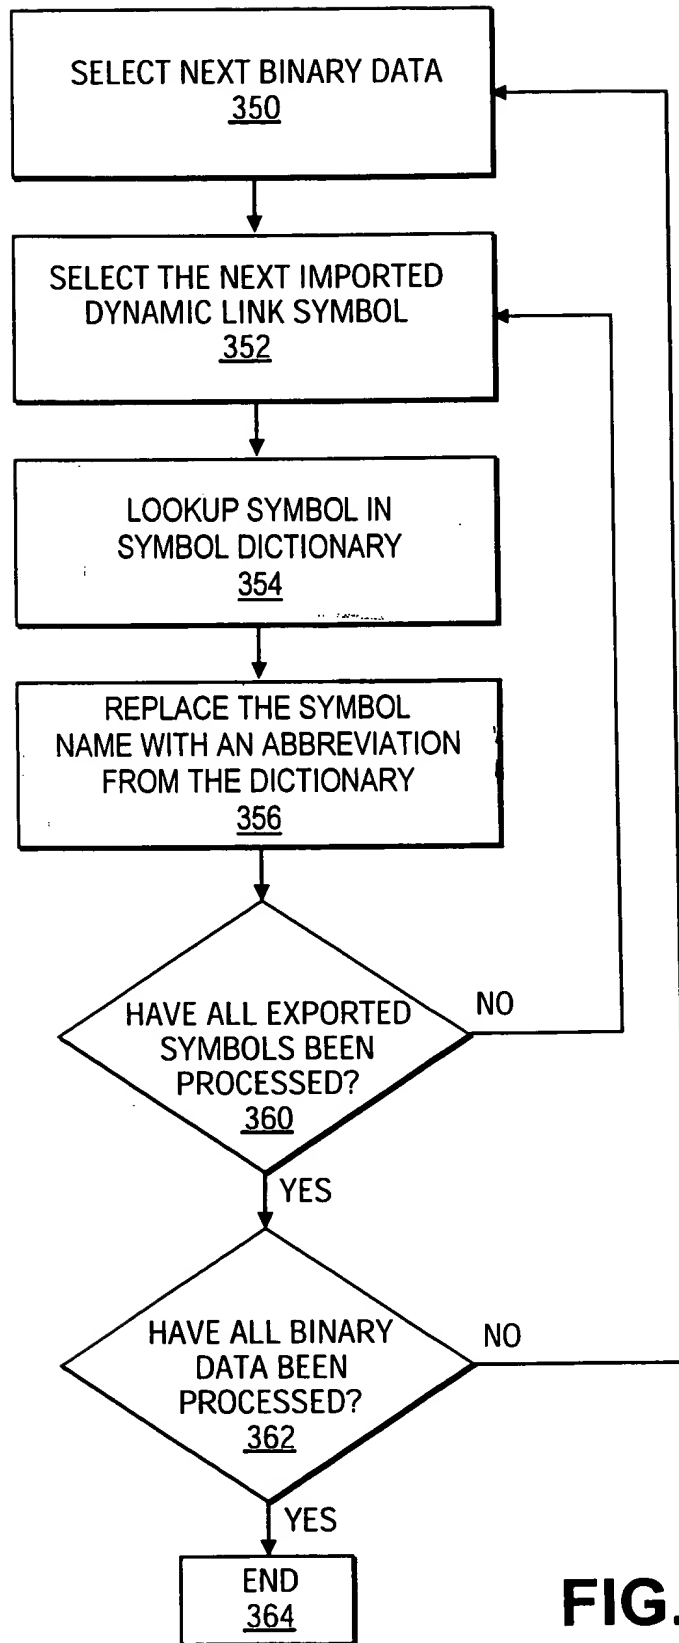 SELECT NEXT BINARY DATA
350
SELECT THE NEXT IMPORTED
DYNAMIC LINK SYMBOL
352
LOOKUP SYMBOL IN
SYMBOL DICTIONARY
354
REPLACE THE SYMBOL
NAME WITH AN ABBREVIATION
FROM THE DICTIONARY
356
HAVE ALL EXPORTED
SYMBOLS BEEN
PROCESSED?
360
NO
YES
HAVE ALL BINARY
DATA BEEN
PROCESSED?
362
NO
YES
END
364
FIG.